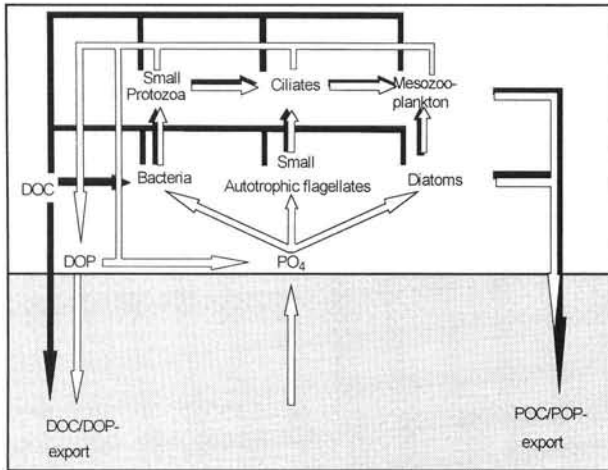 Small
Protozoa
Ciliates
Mesozoo-
plankton
Small
Autotrophic flagellates
Bacteria
Diatoms
DOC
DOP
PO4
DOC/DOP-
export
POC/POP-
export